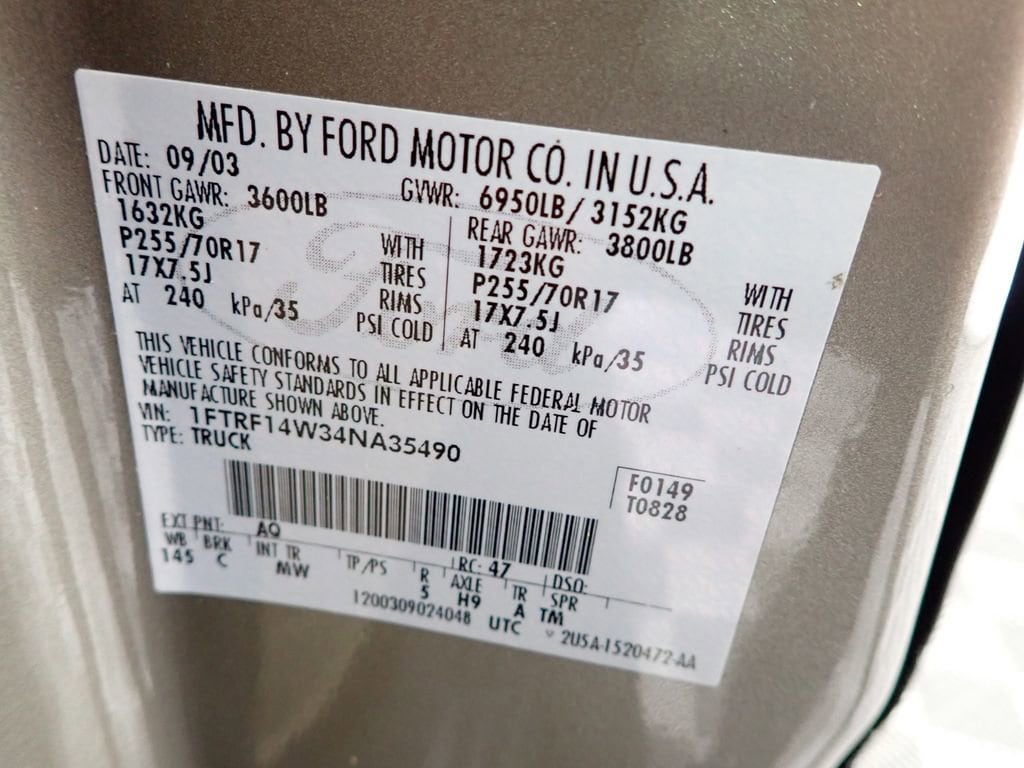 MFD. BY FORD MOTOR CO. IN U.S.A.
DATE: 09/03 GVWR: 6950LB/ 3152KG
FRONT GAWR: 3600LB REAR GAWR: 3800LB
1632KG WITH 1723KG WITH
P255/70R17 TIRES P255/70R17 TIRES
17X7.5J RIMS 17X7.5J RIMS
AT 240 kPa/35 PSI COLD AT 240 kPa/35 PSI COLD
THIS VEHICLE CONFORMS TO ALL APPLICABLE FEDERAL MOTOR
VEHICLE SAFETY STANDARDS IN EFFECT ON THE DATE OF
MANUFACTURE SHOWN ABOVE.
VIN: 1FTRF14W34NA35490
TYPE: TRUCK
F0149
T0828
EXT PNT: AQ RC: 47 DSO:
WB BRK INT TR TP/PS R AXLE TR SPR
145 C MW 5 H9 A TM
1200309024048 UTC 2U5A-1520472-AA
Ford